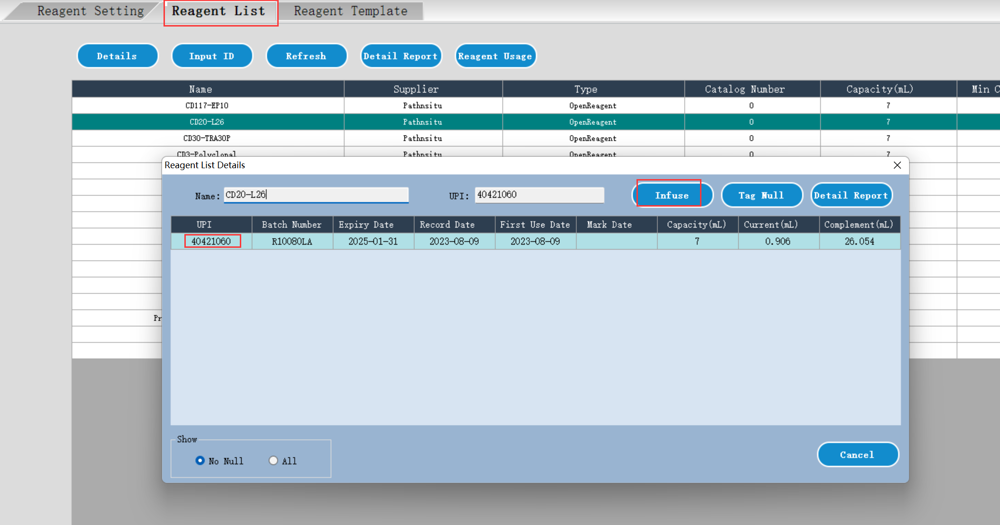 Reagent Setting Reagent List Reagent Template
Details Input ID Refresh Detail Report Reagent Usage
Name Supplier Type Catalog Number Capacity(mL) Min C
CD117-EP10 Pathnsitu OpenReagent 0 7
CD20-L26 Pathnsitu OpenReagent 0 7
CD30-TRA30P Pathnsitu OpenReagent 0 7
CD3-Polyclonal Pathnsitu OpenReagent 0 7
Reagent List Details
Name: CD20-L26 UPI: 40421060 Infuse Tag Null Detail Report
UPI Batch Number Expiry Date Record Date First Use Date Mark Date Capacity(mL) Current(mL) Complement(mL)
40421060 R10080LA 2025-01-31 2023-08-09 2023-08-09 7 0.906 26.054
Pr
Show
No Null All
Cancel